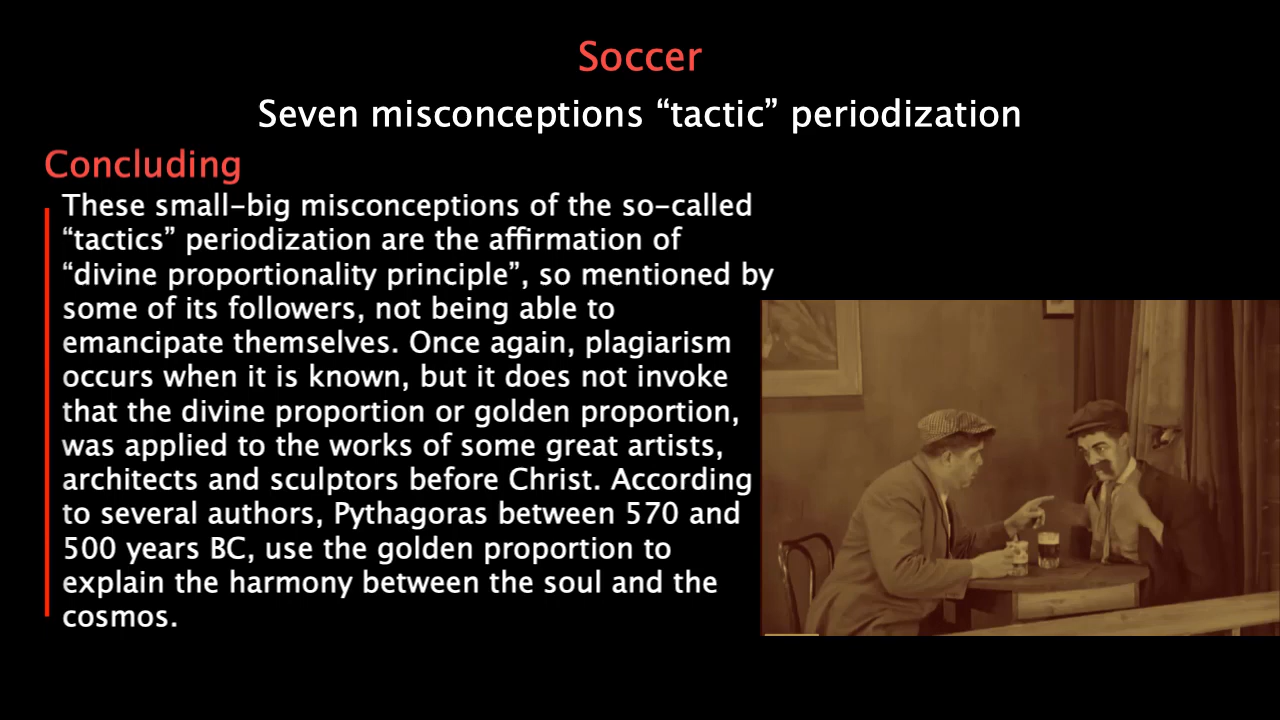 Soccer
Seven misconceptions “tactic” periodization
Concluding
These small-big misconceptions of the so-called
“tactics” periodization are the affirmation of
“divine proportionality principle”, so mentioned by
some of its followers, not being able to
emancipate themselves. Once again, plagiarism
occurs when it is known, but it does not invoke
that the divine proportion or golden proportion,
was applied to the works of some great artists,
architects and sculptors before Christ. According
to several authors, Pythagoras between 570 and
500 years BC, use the golden proportion to
explain the harmony between the soul and the
cosmos.